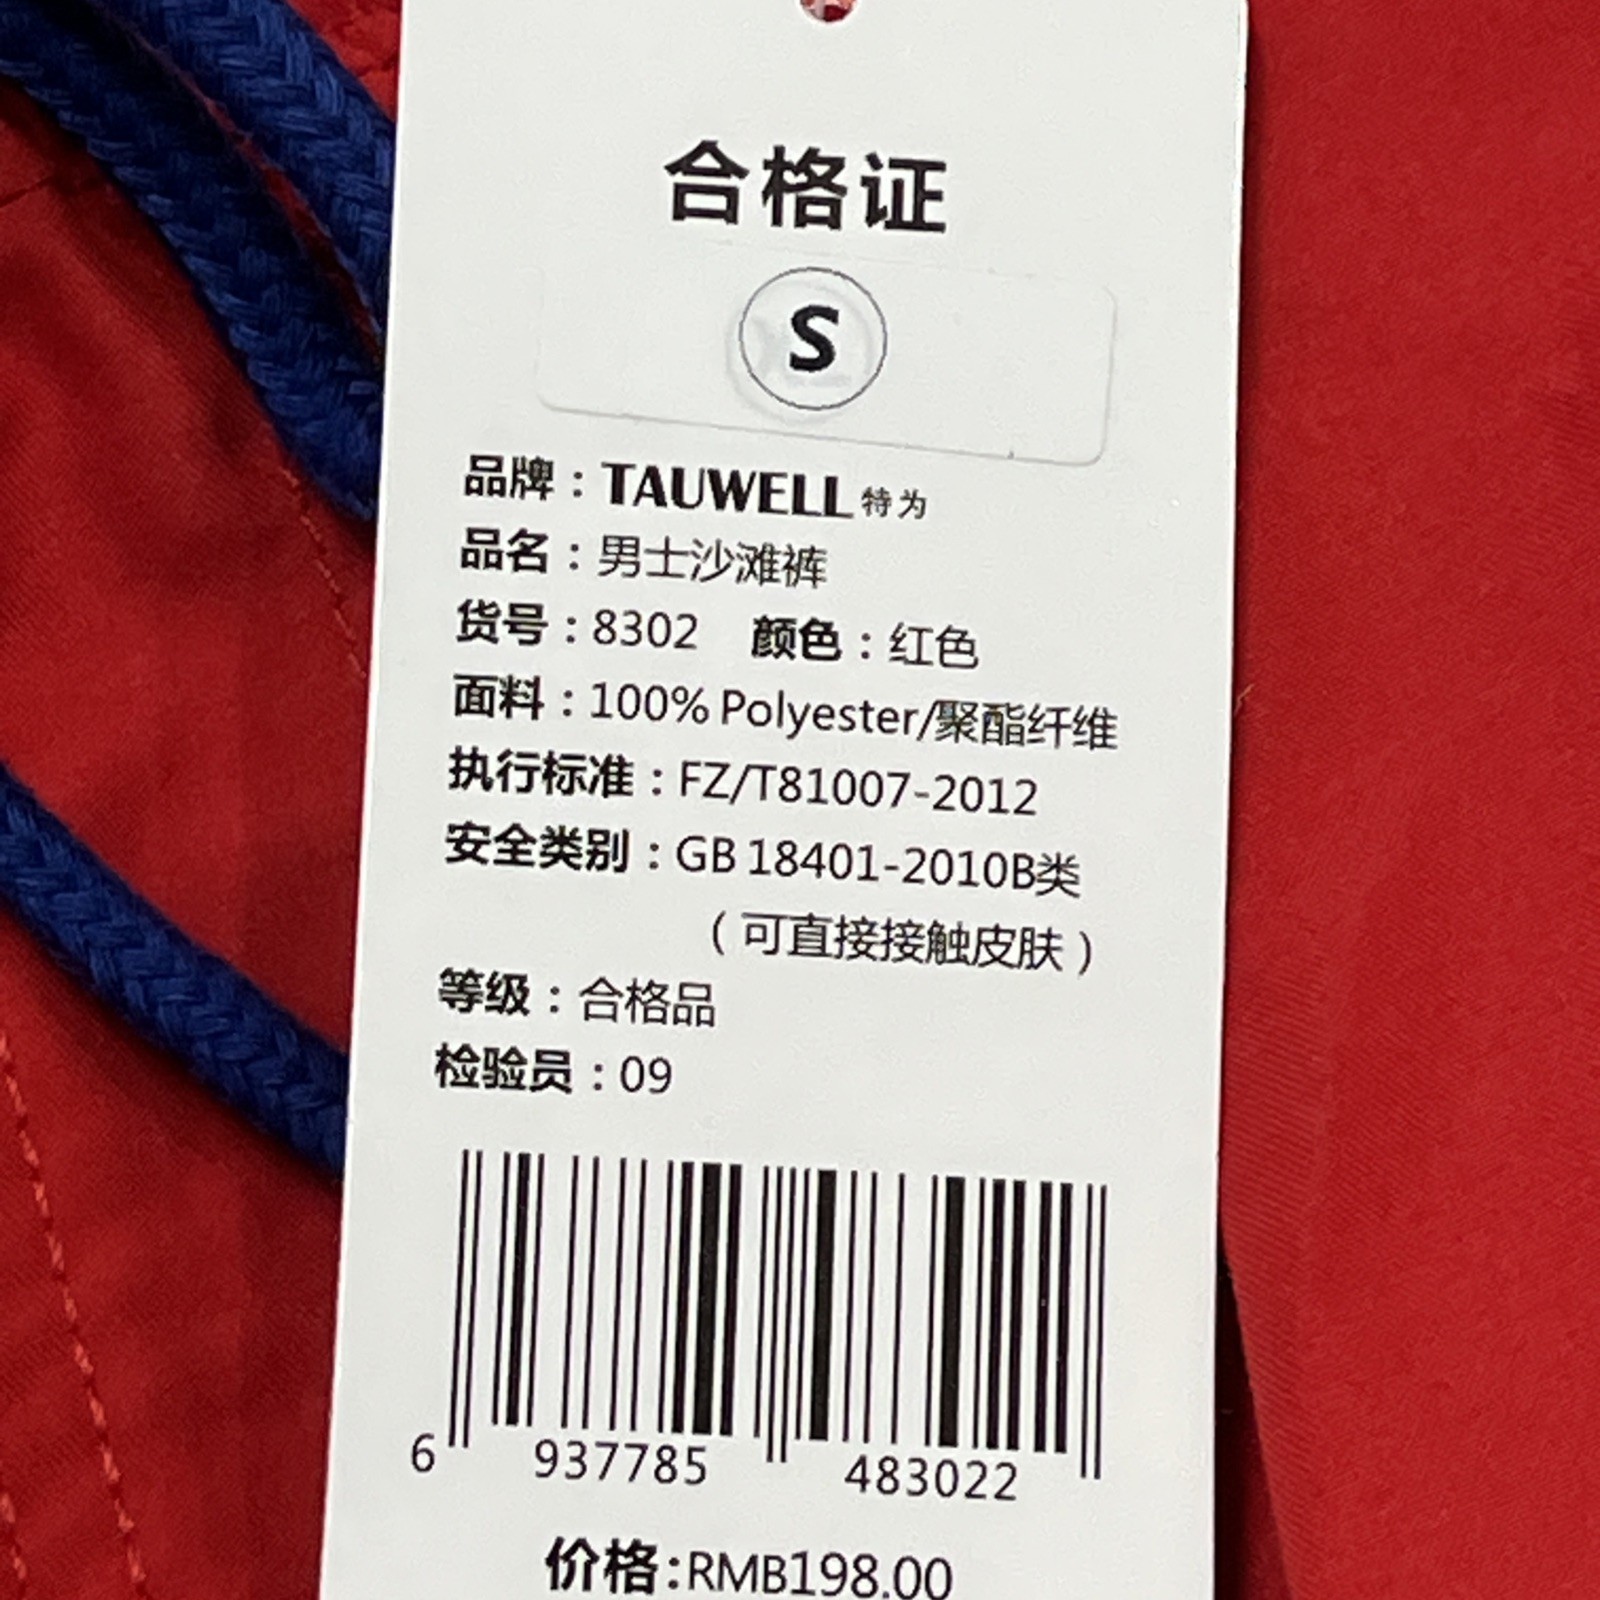 合格证
S
品牌：TAUWELL 特为
品名：男士沙滩裤
货号：8302 颜色：红色
面料：100% Polyester/聚酯纤维
执行标准：FZ/T81007-2012
安全类别：GB 18401-2010B类
（可直接接触皮肤）
等级：合格品
检验员：09
6 937785 483022
价格:RMB198.00